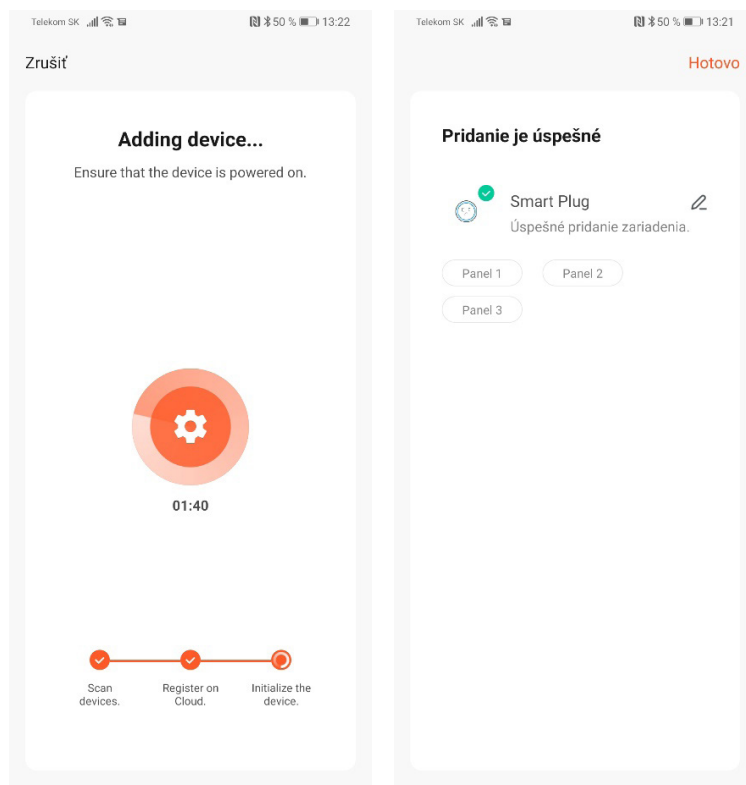 Telekom SK
50 %
13:22
Zrušiť
Adding device...
Ensure that the device is powered on.
01:40
Scan
devices.
Register on
Cloud.
Initialize the
device.
Telekom SK
50 %
13:21
Hotovo
Pridanie je úspešné
Smart Plug
Úspešné pridanie zariadenia.
Panel 1
Panel 2
Panel 3